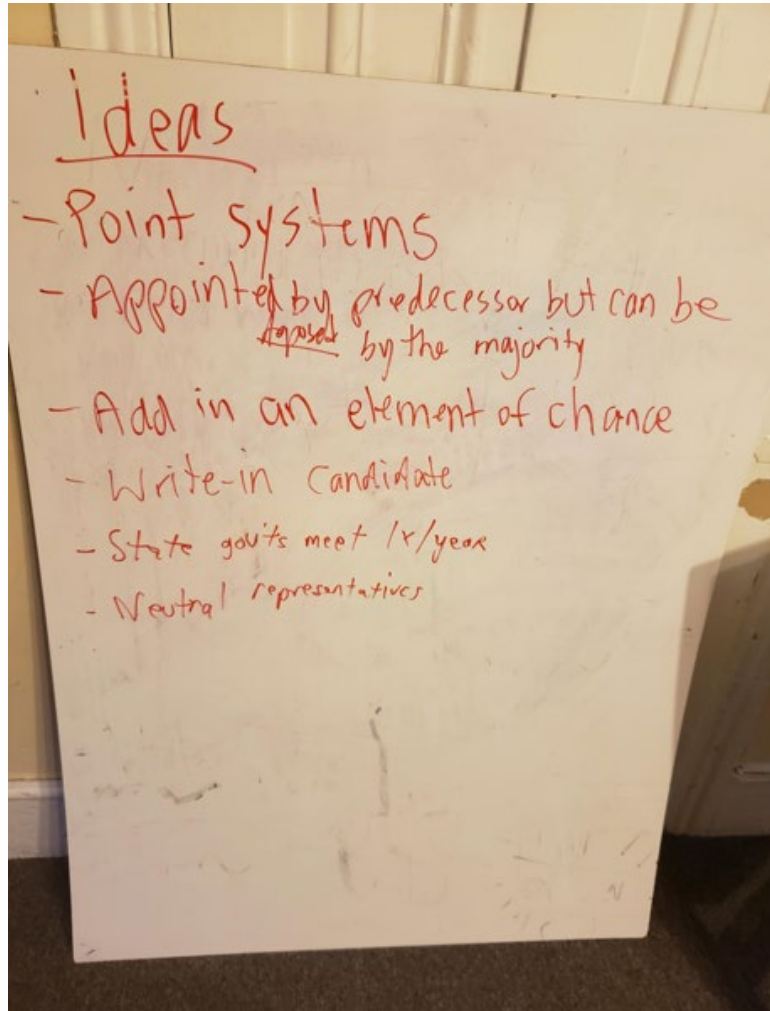 Ideas
- Point systems
- Appointed by predecessor but can be
deposed by the majority
- Add in an element of chance
- Write-in candidate
- State gov'ts meet 1x/year
- Neutral representatives